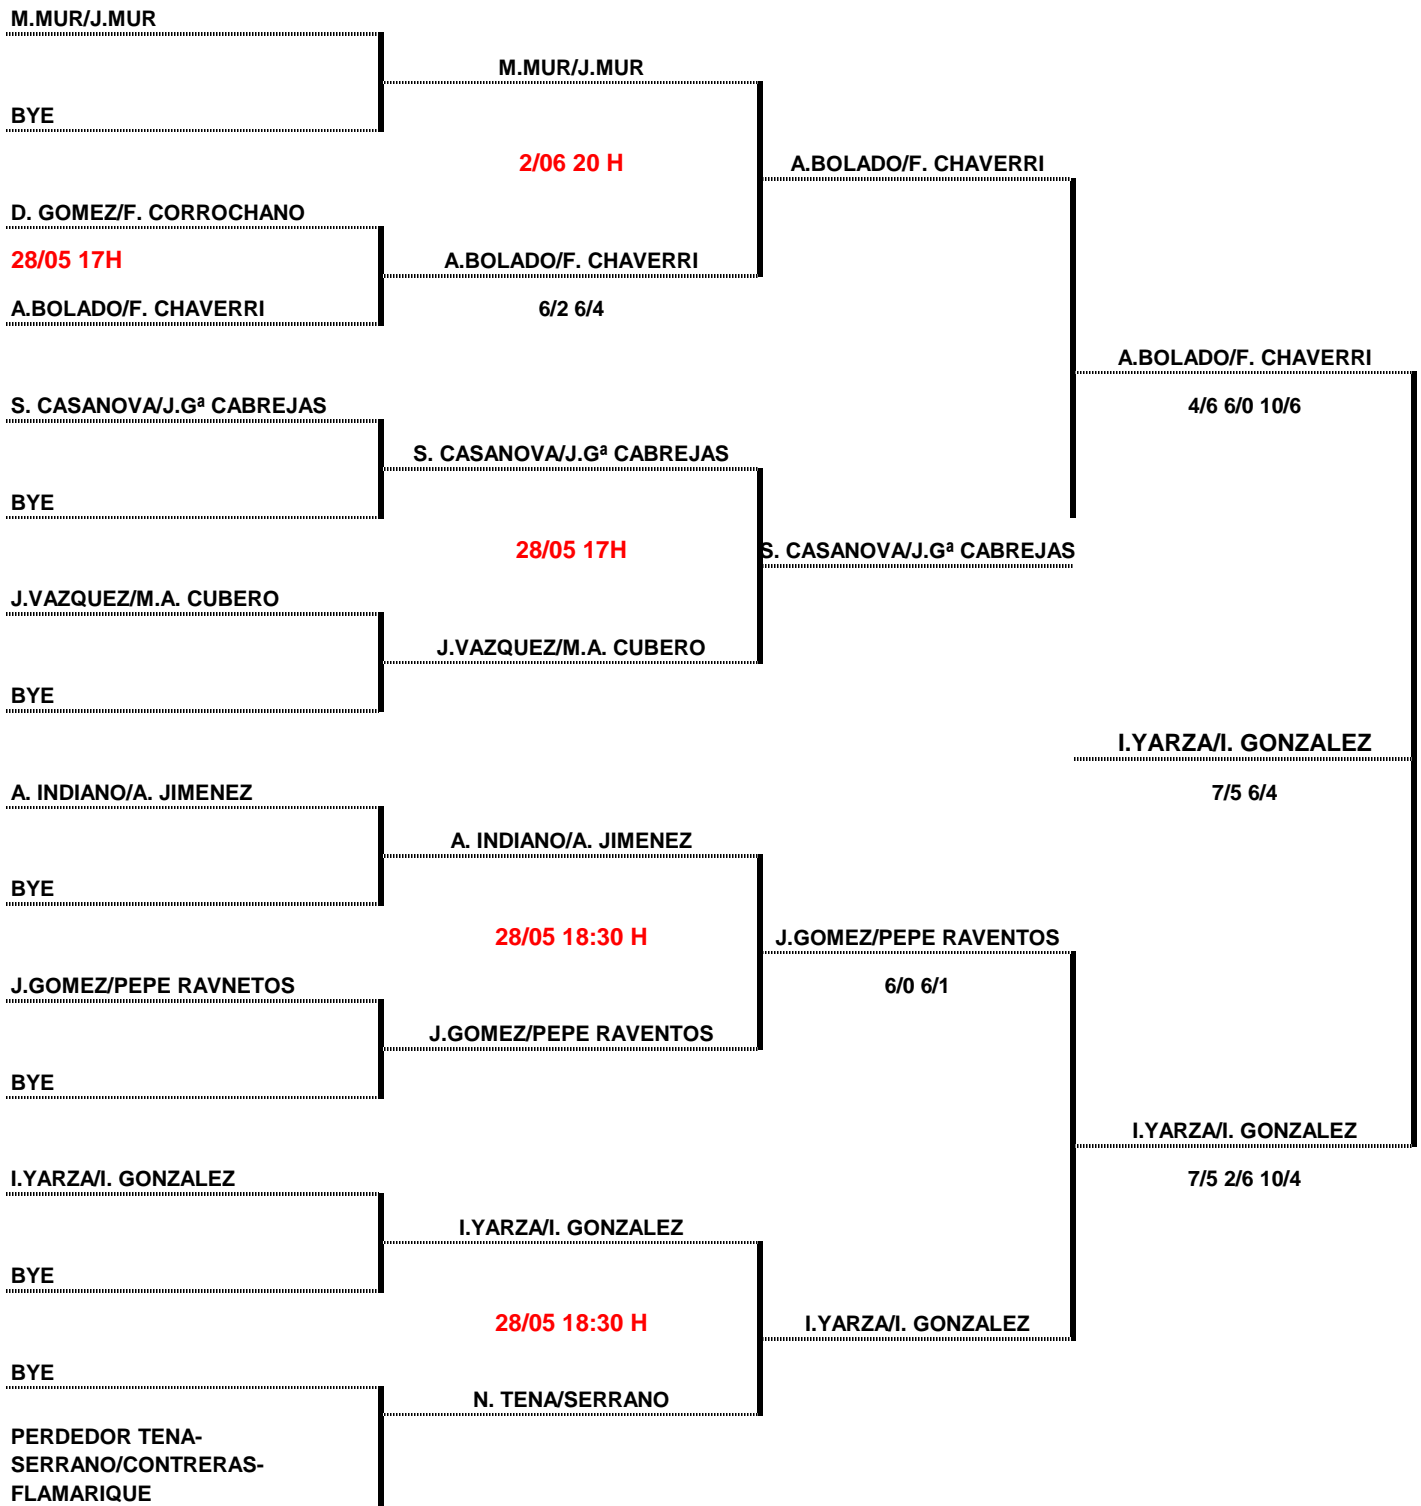 M.MUR/J.MUR
M.MUR/J.MUR
BYE
2/06 20 H
A.BOLADO/F. CHAVERRI
D. GOMEZ/F. CORROCHANO
28/05 17H
A.BOLADO/F. CHAVERRI
A.BOLADO/F. CHAVERRI
6/2 6/4
A.BOLADO/F. CHAVERRI
S. CASANOVA/J.Gª CABREJAS
4/6 6/0 10/6
S. CASANOVA/J.Gª CABREJAS
BYE
28/05 17H
S. CASANOVA/J.Gª CABREJAS
J.VAZQUEZ/M.A. CUBERO
J.VAZQUEZ/M.A. CUBERO
BYE
I.YARZA/I. GONZALEZ
A. INDIANO/A. JIMENEZ
7/5 6/4
A. INDIANO/A. JIMENEZ
BYE
28/05 18:30 H
J.GOMEZ/PEPE RAVENTOS
J.GOMEZ/PEPE RAVNETOS
6/0 6/1
J.GOMEZ/PEPE RAVENTOS
BYE
I.YARZA/I. GONZALEZ
I.YARZA/I. GONZALEZ
7/5 2/6 10/4
I.YARZA/I. GONZALEZ
BYE
28/05 18:30 H
I.YARZA/I. GONZALEZ
BYE
N. TENA/SERRANO
PERDEDOR TENA-
SERRANO/CONTRERAS-
FLAMARIQUE